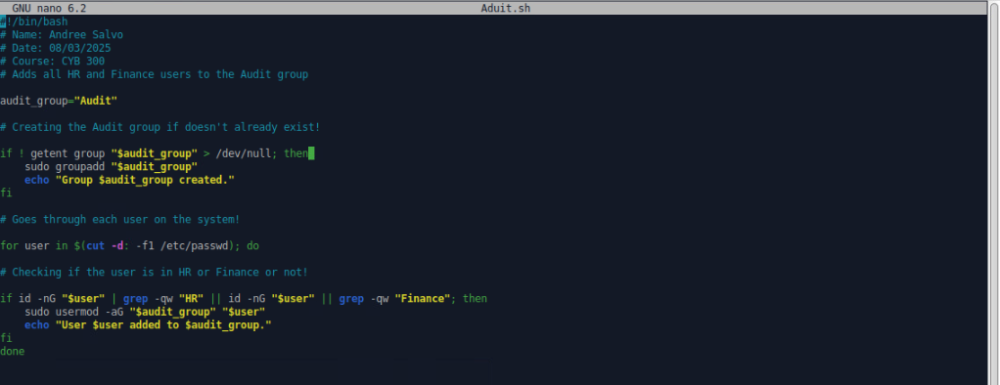 GNU nano 6.2 Aduit.sh
#!/bin/bash
# Name: Andree Salvo
# Date: 08/03/2025
# Course: CYB 300
# Adds all HR and Finance users to the Audit group
audit_group="Audit"
# Creating the Audit group if doesn't already exist!
if ! getent group "$audit_group" > /dev/null; then
    sudo groupadd "$audit_group"
    echo "Group $audit_group created."
fi
# Goes through each user on the system!
for user in $(cut -d: -f1 /etc/passwd); do
# Checking if the user is in HR or Finance or not!
if id -nG "$user" | grep -qw "HR" || id -nG "$user" || grep -qw "Finance"; then
    sudo usermod -aG "$audit_group" "$user"
    echo "User $user added to $audit_group."
fi
done